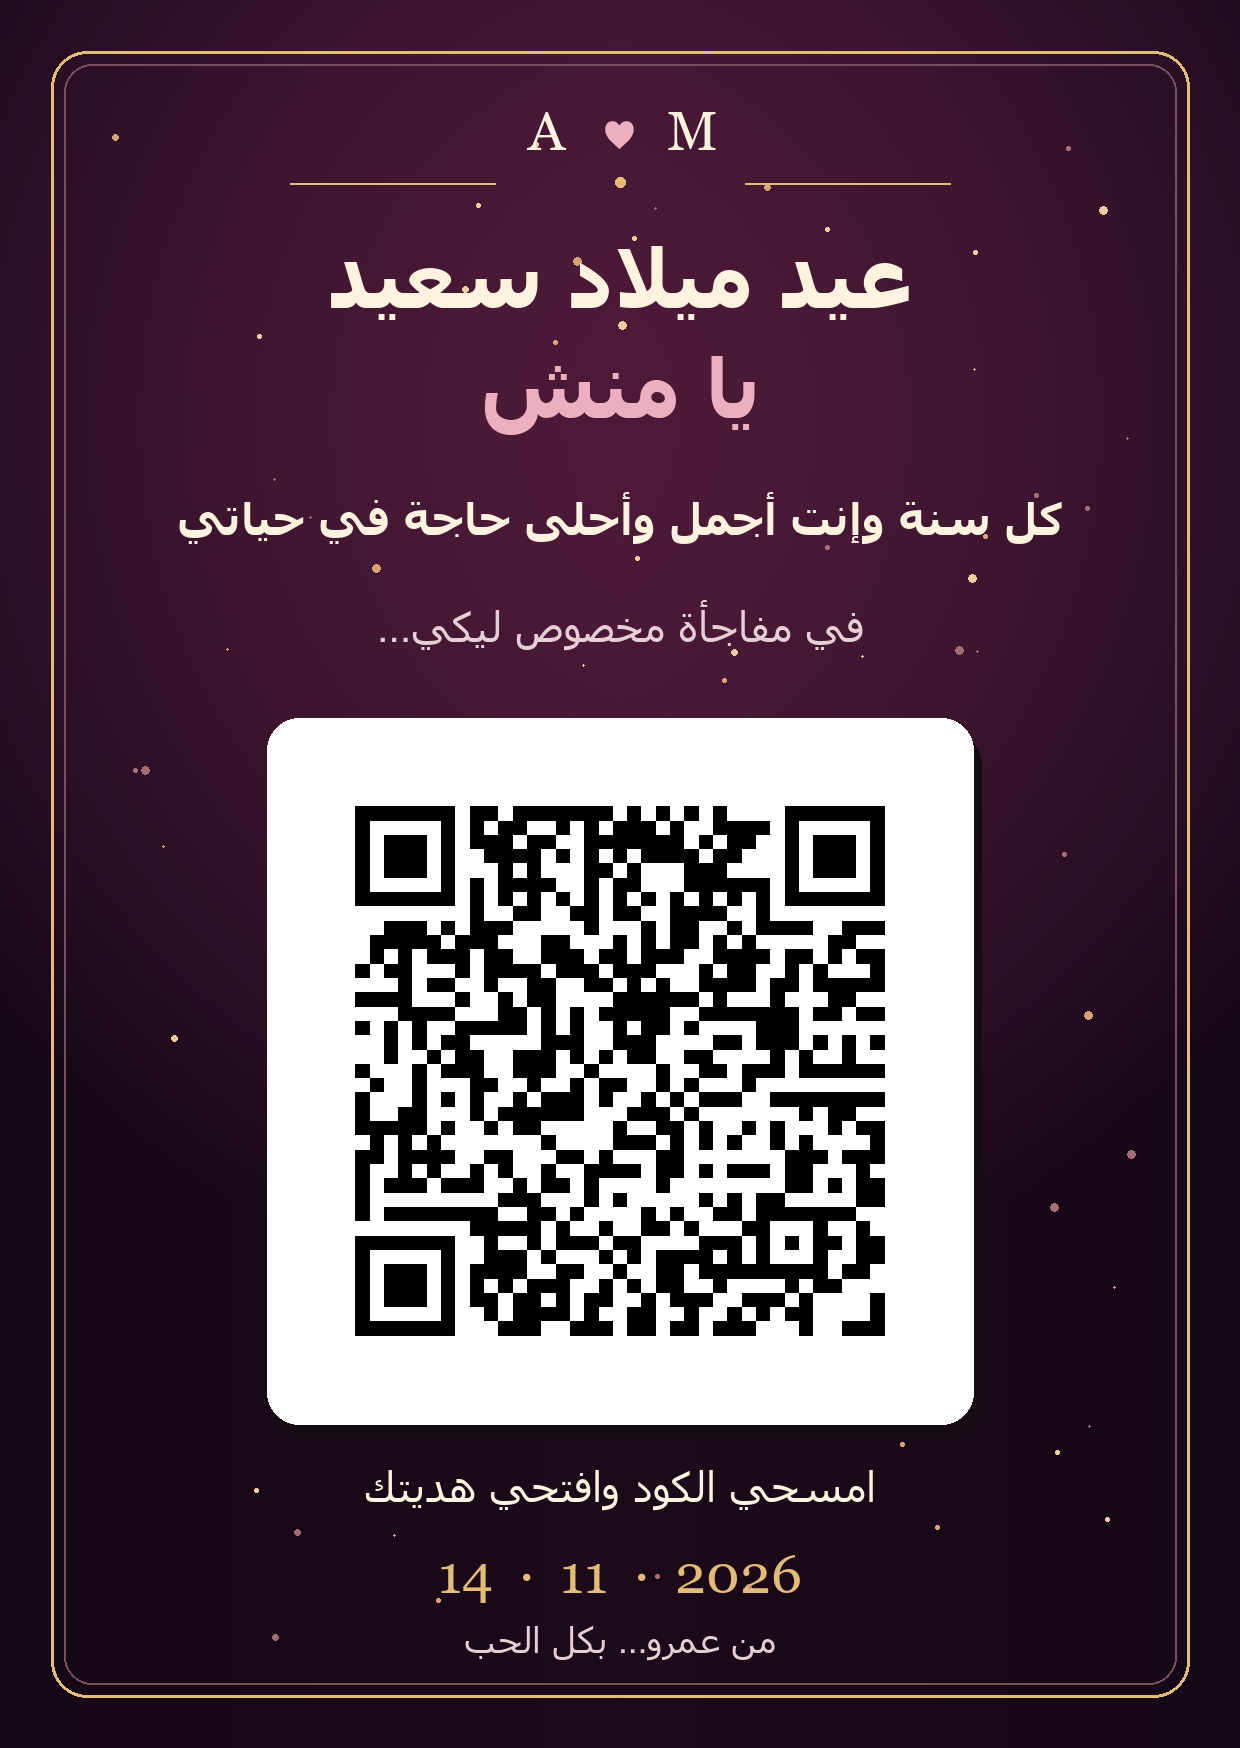 A ♥ M
عيد ميلاد سعيد
يا منش
كل سنة وإنت أجمل وأحلى حاجة في حياتي
في مفاجأة مخصوص ليكي...
امسحي الكود وافتحي هديتك
14 · 11 · 2026
من عمرو... بكل الحب